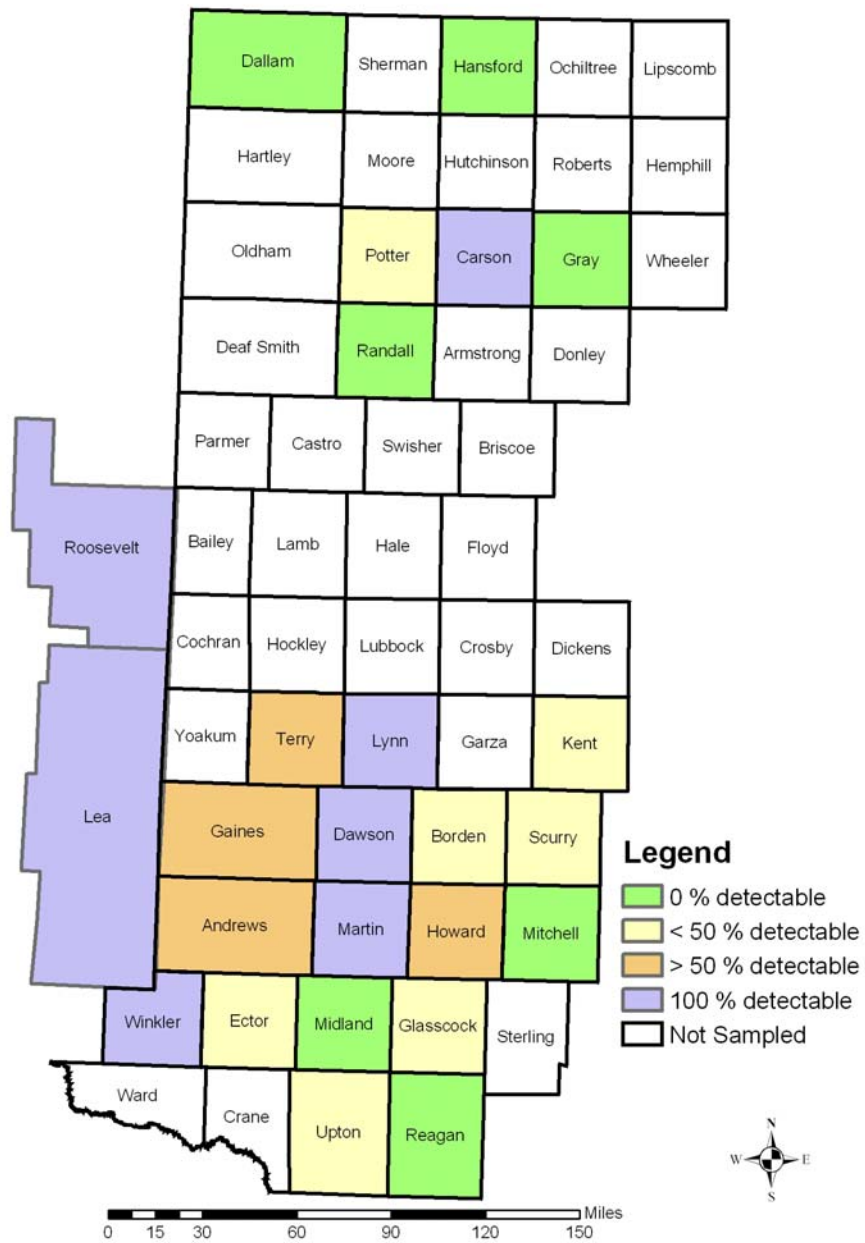 Dallam
Sherman
Hansford
Ochiltree
Lipscomb
Hartley
Moore
Hutchinson
Roberts
Hemphill
Oldham
Potter
Carson
Gray
Wheeler
Deaf Smith
Randall
Armstrong
Donley
Parmer
Castro
Swisher
Briscoe
Roosevelt
Bailey
Lamb
Hale
Floyd
Cochran
Hockley
Lubbock
Crosby
Dickens
Yoakum
Terry
Lynn
Garza
Kent
Lea
Gaines
Dawson
Borden
Scurry
Andrews
Martin
Howard
Mitchell
Winkler
Ector
Midland
Glasscock
Sterling
Ward
Crane
Upton
Reagan
Legend
0 % detectable
< 50 % detectable
> 50 % detectable
100 % detectable
Not Sampled
N
W E
S
Miles
0 15 30 60 90 120 150